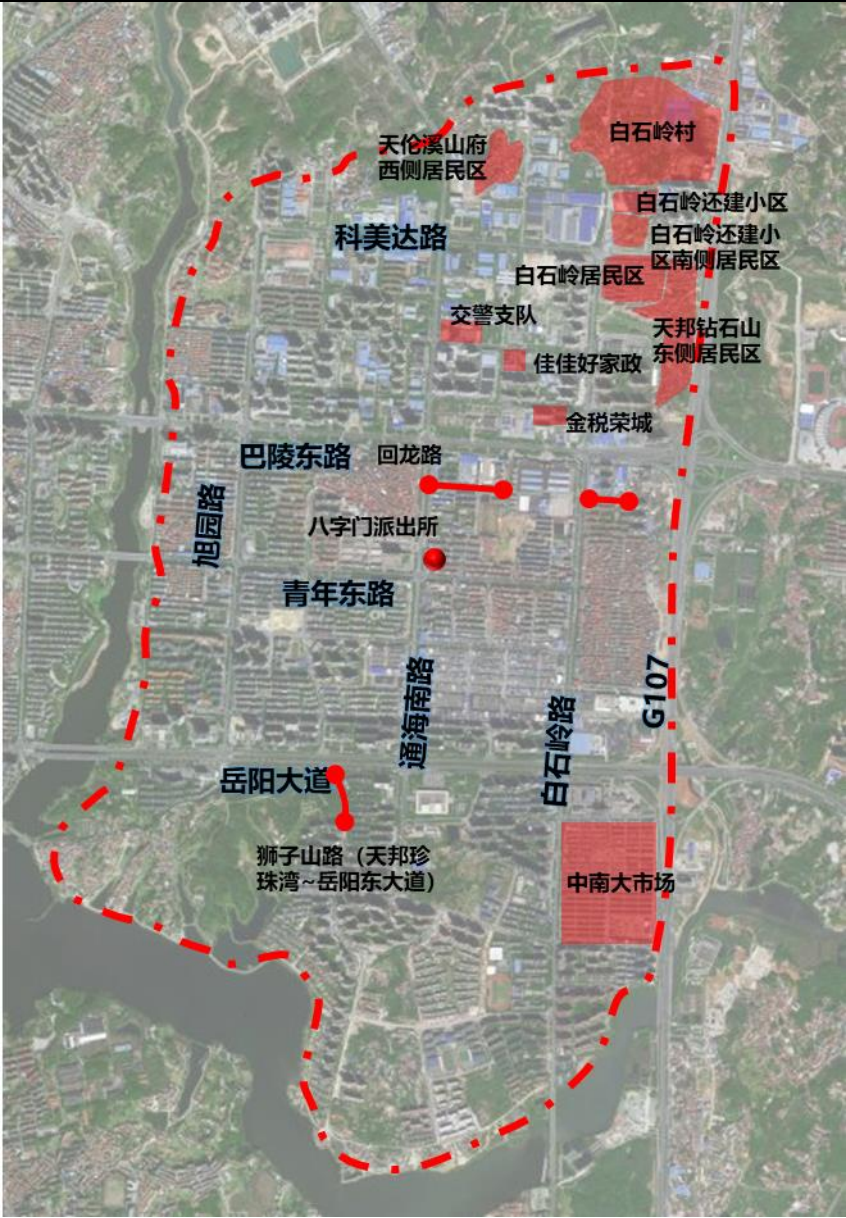 天伦溪山府
西侧居民区
白石岭村
白石岭还建小区
科美达路
白石岭还建小
区南侧居民区
白石岭居民区
交警支队
天邦钻石山
东侧居民区
佳佳好家政
金税荣城
巴陵东路
回龙路
旭园路
八字门派出所
青年东路
通海南路
G107
白石岭路
岳阳大道
狮子山路（天邦珍
珠湾~岳阳东大道）
中南大市场